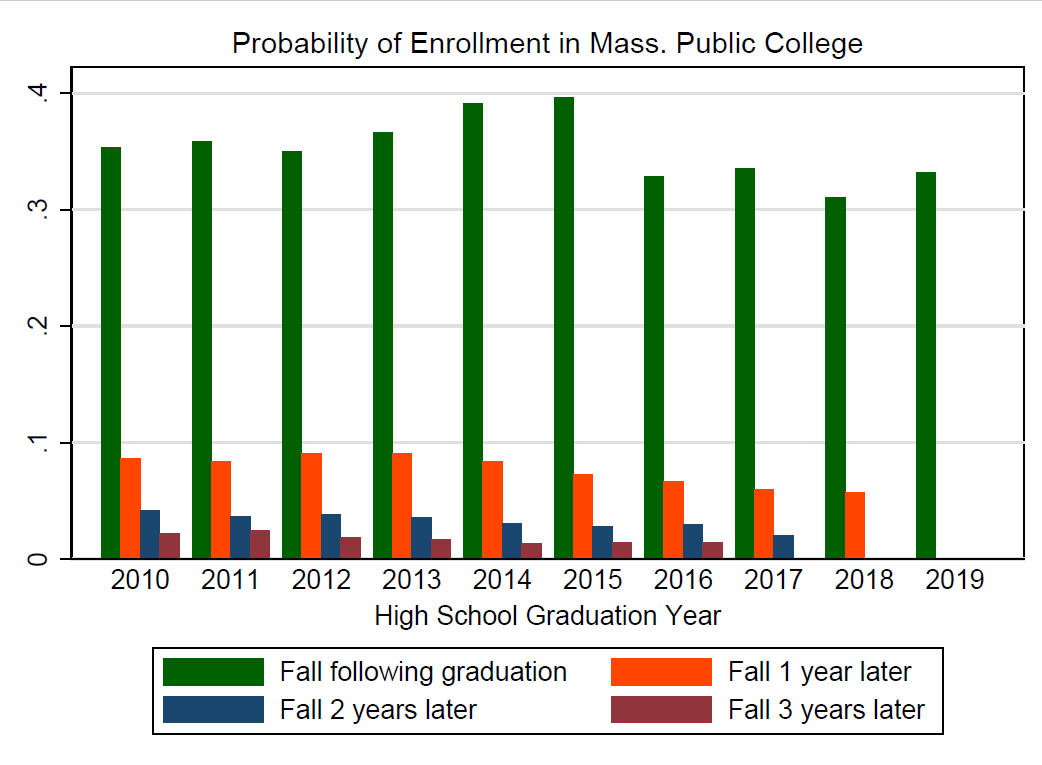 Probability of Enrollment in Mass. Public College
.4
.3
.2
.1
0
2010 2011 2012 2013 2014 2015 2016 2017 2018 2019
High School Graduation Year
Fall following graduation Fall 1 year later
Fall 2 years later Fall 3 years later